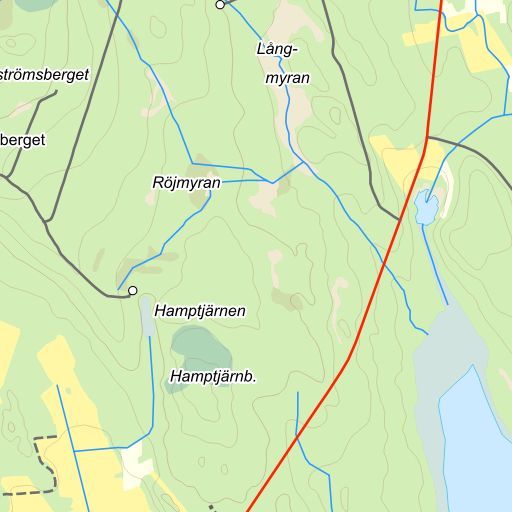 Lång-
myran
strömsberget
berget
Röjmyran
Hamptjärnen
Hamptjärnb.